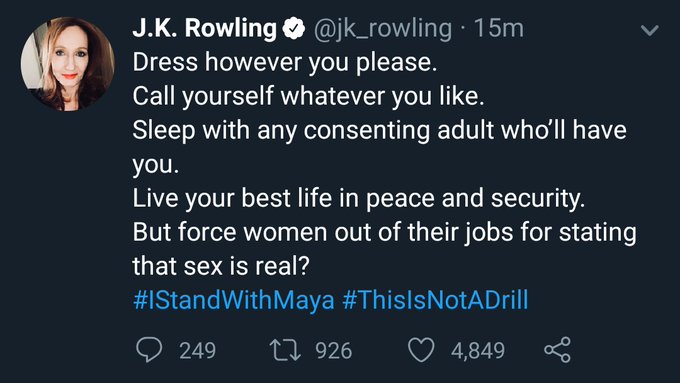 J.K. Rowling @jk_rowling · 15m
Dress however you please.
Call yourself whatever you like.
Sleep with any consenting adult who’ll have
you.
Live your best life in peace and security.
But force women out of their jobs for stating
that sex is real?
#IStandWithMaya #ThisIsNotADrill
249 926 4,849